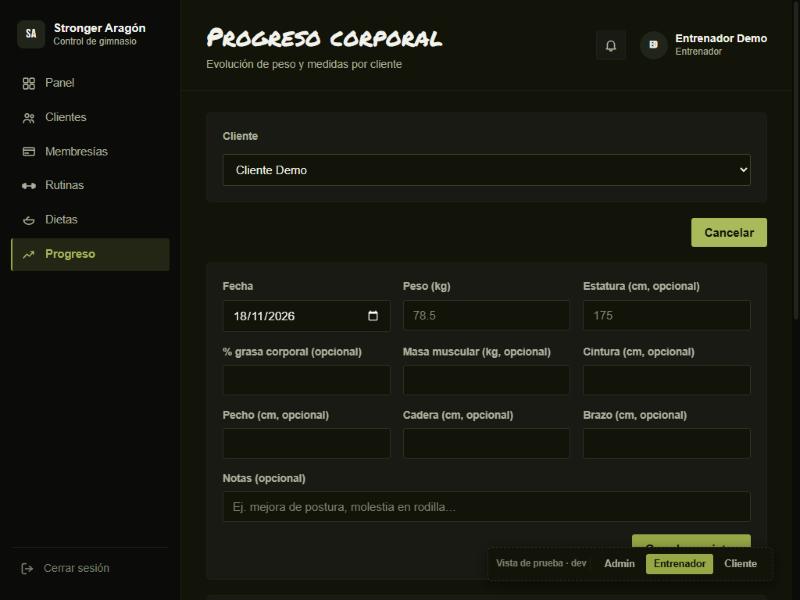 SA
Stronger Aragón
Control de gimnasio
Panel
Clientes
Membresías
Rutinas
Dietas
Progreso
Cerrar sesión
Progreso corporal
Evolución de peso y medidas por cliente
ED
Entrenador Demo
Entrenador
Cliente
Cliente Demo
Cancelar
Fecha
Peso (kg)
Estatura (cm, opcional)
18/11/2026
78.5
175
% grasa corporal (opcional)
Masa muscular (kg, opcional)
Cintura (cm, opcional)
Pecho (cm, opcional)
Cadera (cm, opcional)
Brazo (cm, opcional)
Notas (opcional)
Ej. mejora de postura, molestia en rodilla...
Vista de prueba · dev
Admin
Entrenador
Cliente